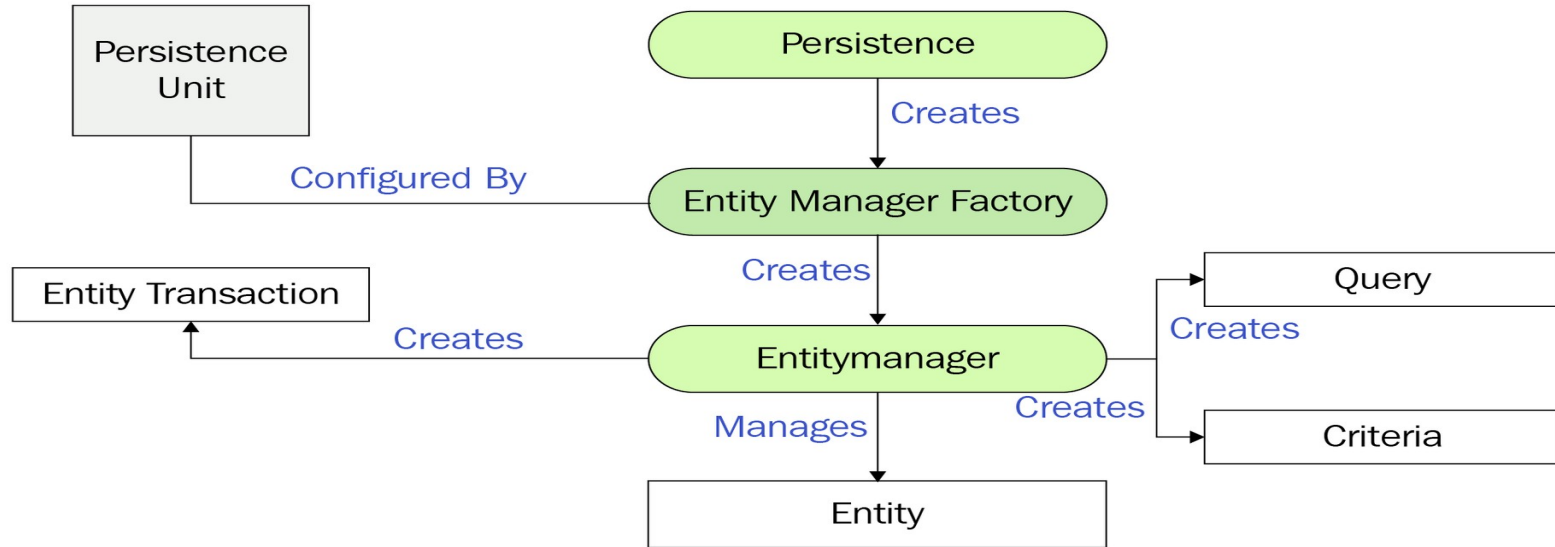 Persistence
Unit
Persistence
Creates
Configured By
Entity Manager Factory
Creates
Entity Transaction
Creates
Entitymanager
Query
Creates
Creates
Criteria
Manages
Entity